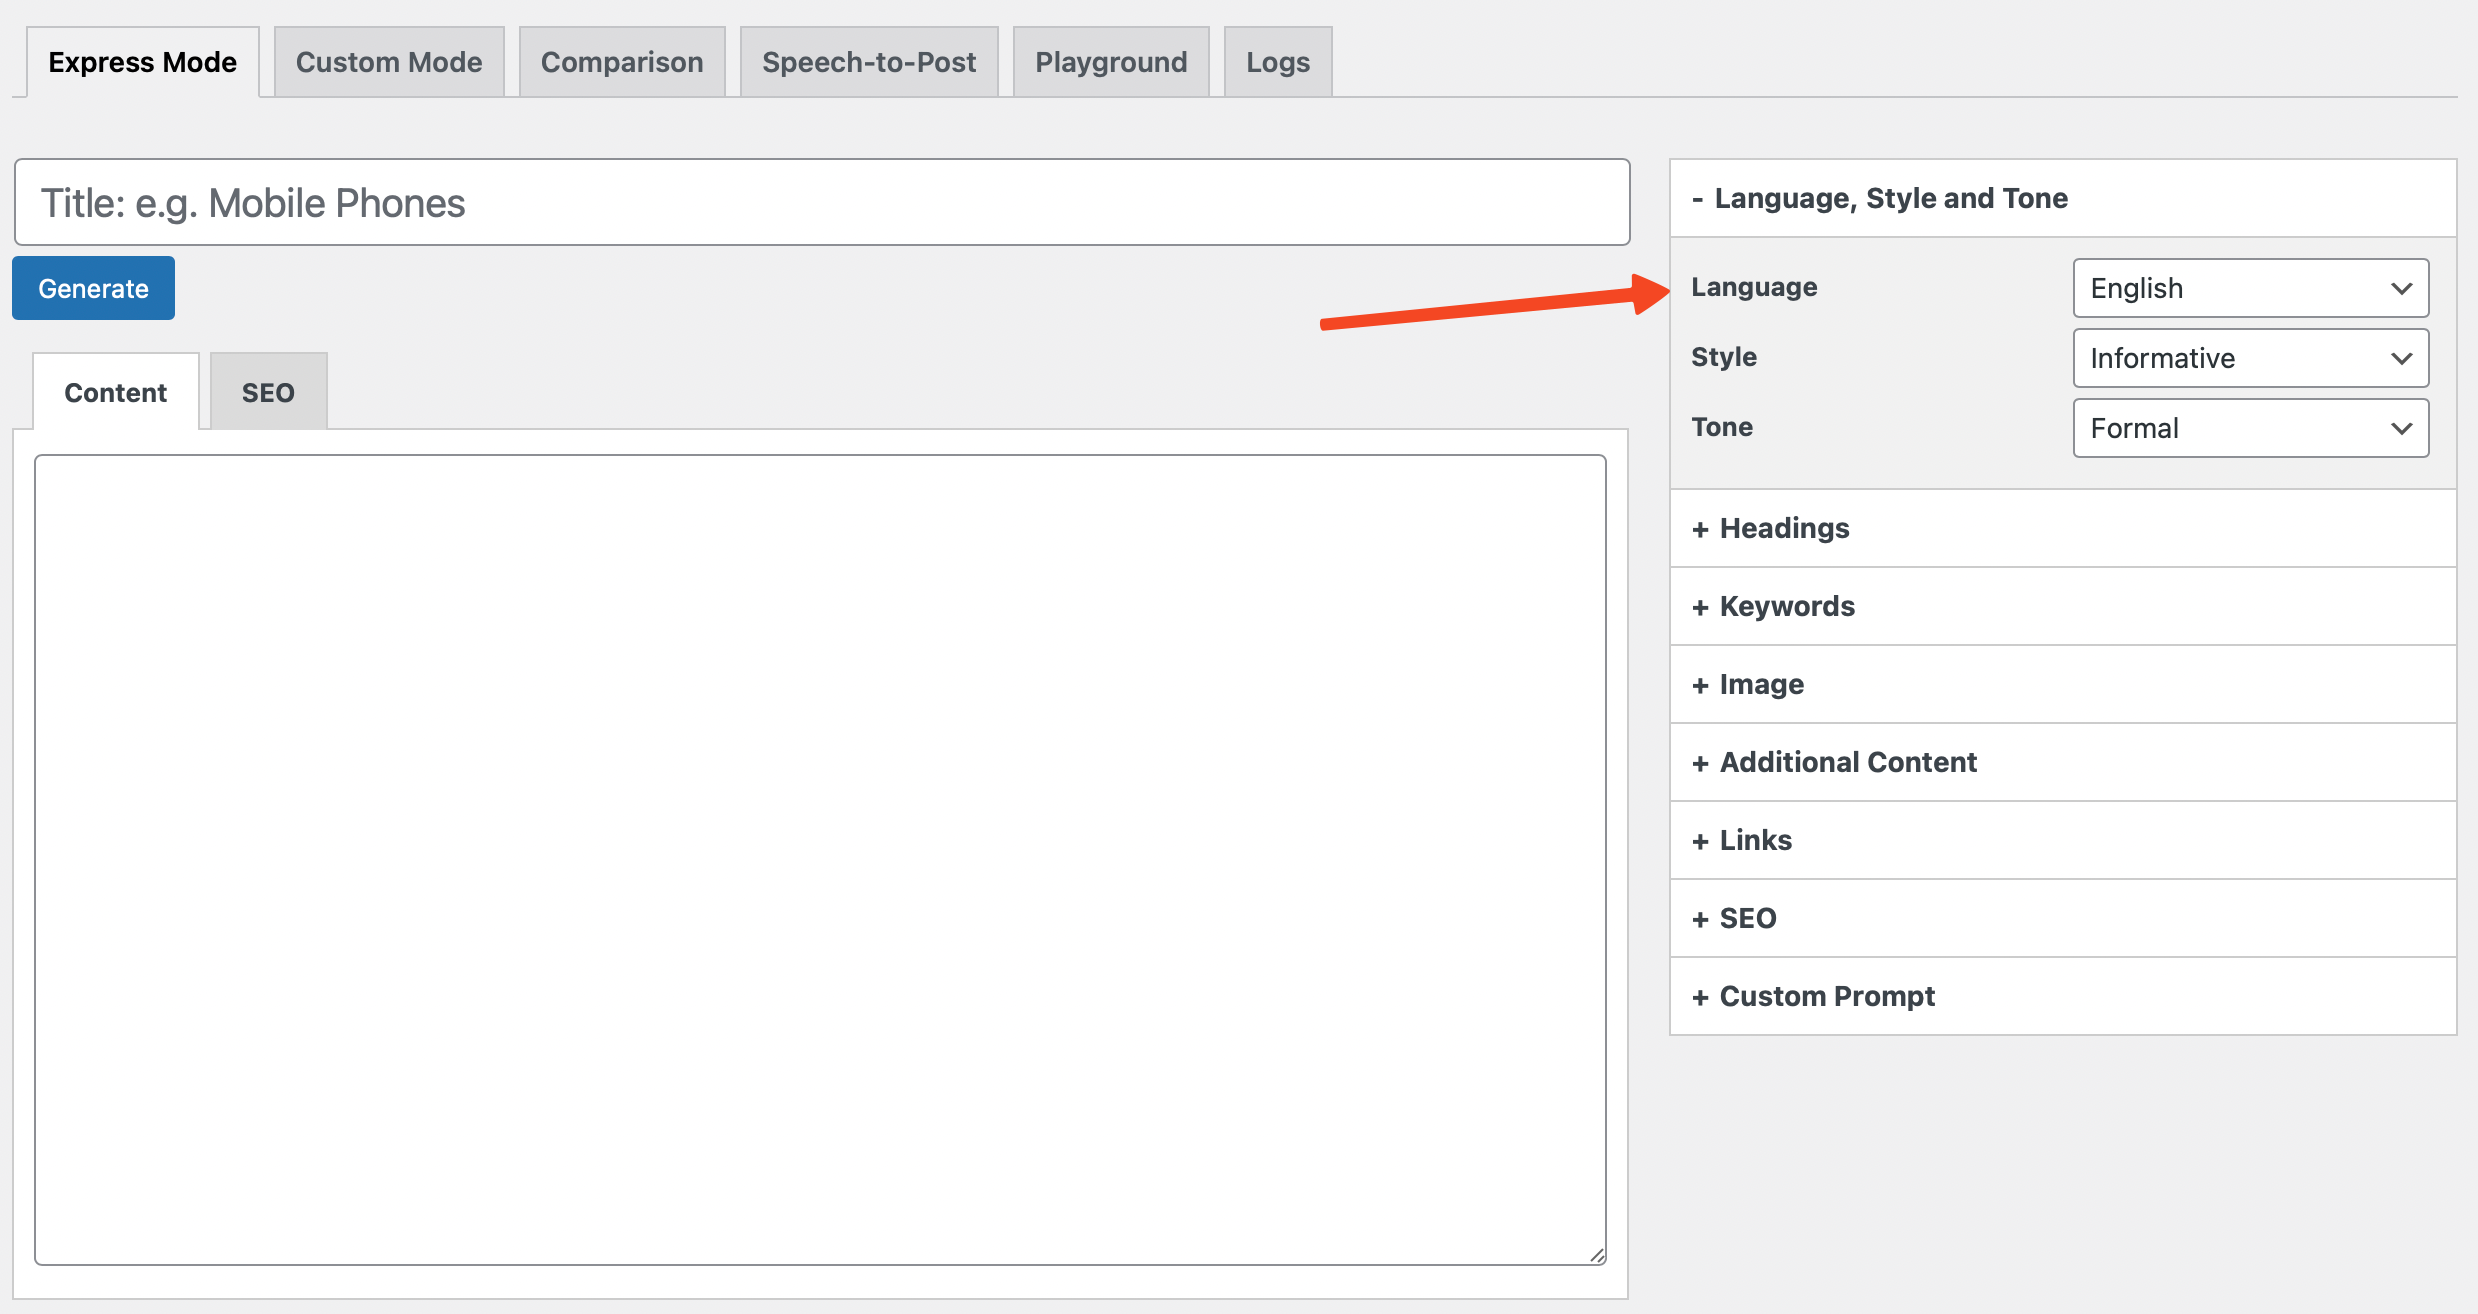 Express Mode
Custom Mode
Comparison
Speech-to-Post
Playground
Logs
Title: e.g. Mobile Phones
Generate
Content
SEO
- Language, Style and Tone
Language English
Style Informative
Tone Formal
+ Headings
+ Keywords
+ Image
+ Additional Content
+ Links
+ SEO
+ Custom Prompt